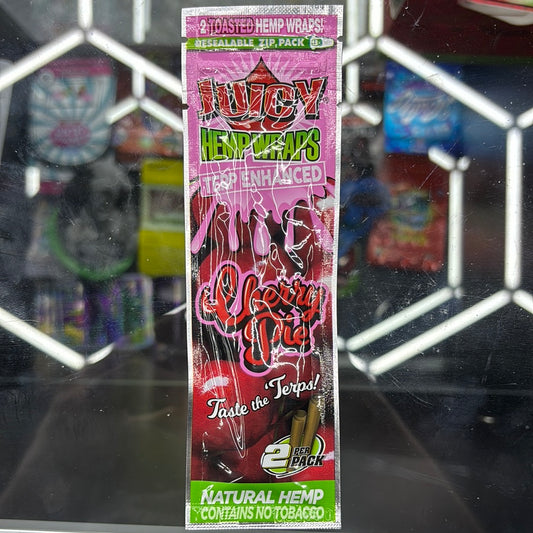 2 TOASTED HEMP WRAPS!
RESEALABLE ZIP PACK
JUICY
HEMP WRAPS
TERP ENHANCED
Cherry
Pie
Taste the Terps!
2 PER
PACK
NATURAL HEMP
CONTAINS NO TOBACCO